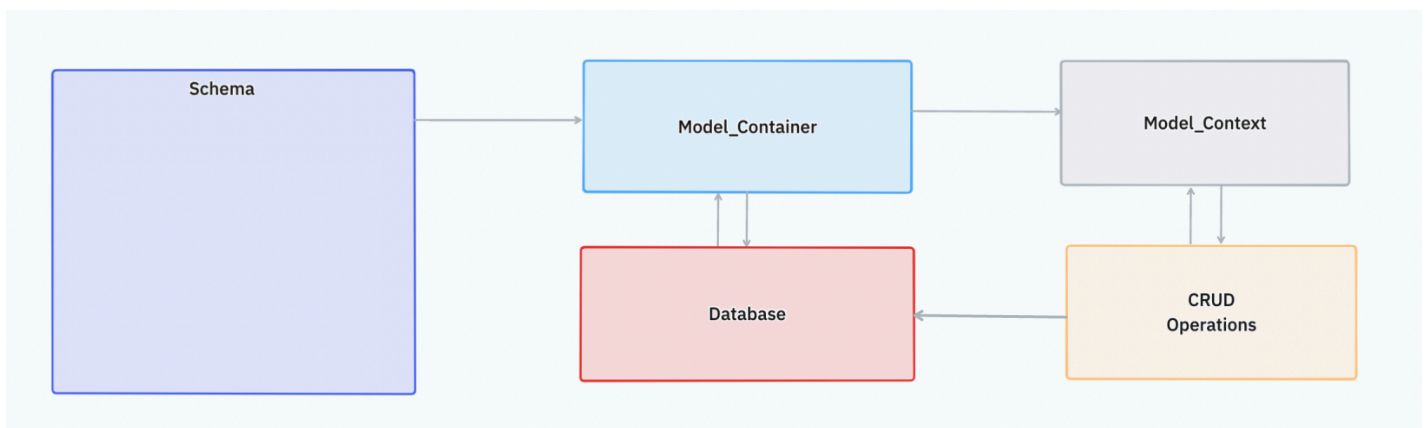 Schema
Model_Container
Model_Context
Database
CRUD
Operations